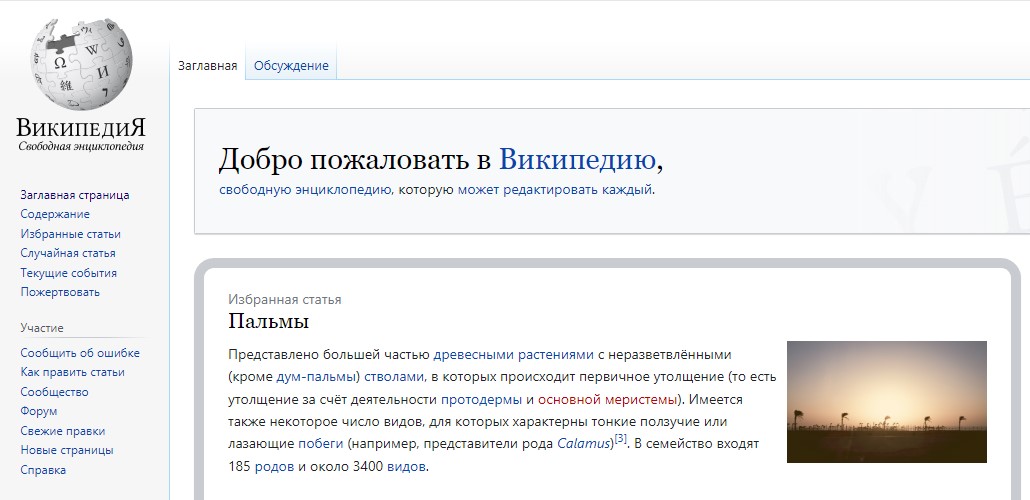 ВикипедиЯ
Свободная энциклопедия
Заглавная страница
Содержание
Избранные статьи
Случайная статья
Текущие события
Пожертвовать
Участие
Сообщить об ошибке
Как править статьи
Сообщество
Форум
Свежие правки
Новые страницы
Справка
Заглавная Обсуждение
Добро пожаловать в Википедию,
свободную энциклопедию, которую может редактировать каждый.
Избранная статья
Пальмы
Представлено большей частью древесными растениями с неразветвлёнными
(кроме дум-пальмы) стволами, в которых происходит первичное утолщение (то есть
утолщение за счёт деятельности протодермы и основной меристемы). Имеется
также некоторое число видов, для которых характерны тонкие ползучие или
лазающие побеги (например, представители рода Calamus)[3]. В семейство входят
185 родов и около 3400 видов.